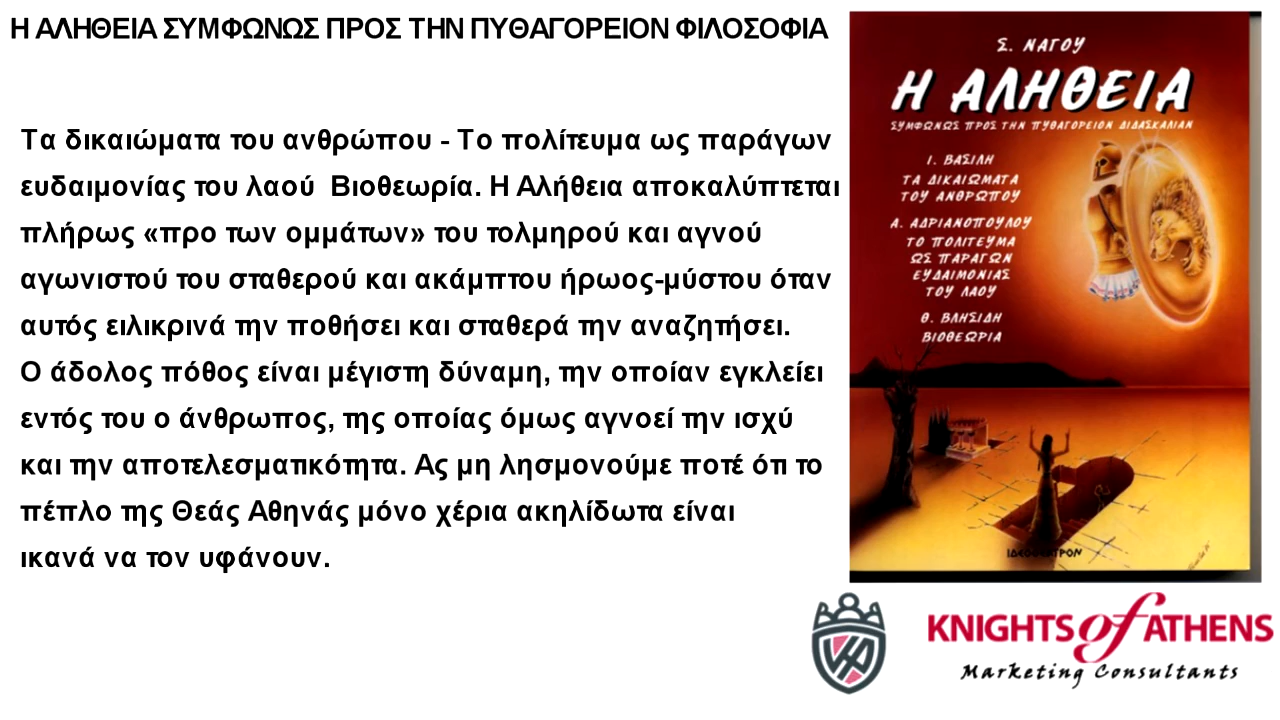 Η ΑΛΗΘΕΙΑ ΣΥΜΦΩΝΩΣ ΠΡΟΣ ΤΗΝ ΠΥΘΑΓΟΡΕΙΟΝ ΦΙΛΟΣΟΦΙΑ
Τα δικαιώματα του ανθρώπου - Το πολίτευμα ως παράγων
ευδαιμονίας του λαού Βιοθεωρία. Η Αλήθεια αποκαλύπτεται
πλήρως «προ των ομμάτων» του τολμηρού και αγνού
αγωνιστού του σταθερού και ακάμπτου ήρωος-μύστου όταν
αυτός ειλικρινά την ποθήσει και σταθερά την αναζητήσει.
Ο άδολος πόθος είναι μέγιστη δύναμη, την οποίαν εγκλείει
εντός του ο άνθρωπος, της οποίας όμως αγνοεί την ισχύ
και την αποτελεσματικότητα. Ας μη λησμονούμε ποτέ ότι το
πέπλο της Θεάς Αθηνάς μόνο χέρια ακηλίδωτα είναι
ικανά να τον υφάνουν.
Σ. ΝΑΓΟΥ
Η ΑΛΗΘΕΙΑ
ΣΥΜΦΩΝΩΣ ΠΡΟΣ ΤΗΝ ΠΥΘΑΓΟΡΕΙΟΝ ΔΙΔΑΣΚΑΛΙΑΝ
Ι. ΒΑΣΙΛΗ
ΤΑ ΔΙΚΑΙΩΜΑΤΑ
ΤΟΥ ΑΝΘΡΩΠΟΥ
Α. ΑΔΡΙΑΝΟΠΟΥΛΟΥ
ΤΟ ΠΟΛΙΤΕΥΜΑ
ΩΣ ΠΑΡΑΓΩΝ
ΕΥΔΑΙΜΟΝΙΑΣ
ΤΟΥ ΛΑΟΥ
Θ. ΒΛΗΣΙΔΗ
ΒΙΟΘΕΩΡΙΑ
ΙΔΕΟΘΕΑΤΡΟΝ
KNIGHTS of ATHENS
Marketing Consultants